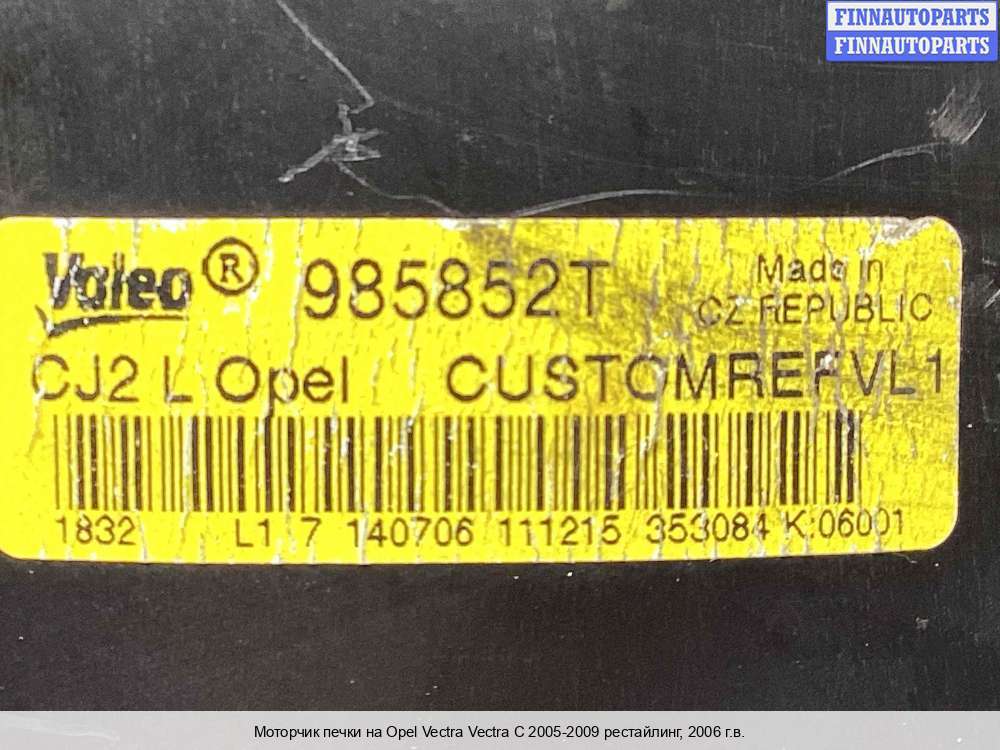 FINNAUTOPARTS
FINNAUTOPARTS
Valeo ® 985852T Made in
CZ REPUBLIC
CJ2 L Opel CUSTOMREFVL1
1832 L1 7 140706 111215 353084 K:06001
Моторчик печки на Opel Vectra Vectra C 2005-2009 рестайлинг, 2006 г.в.